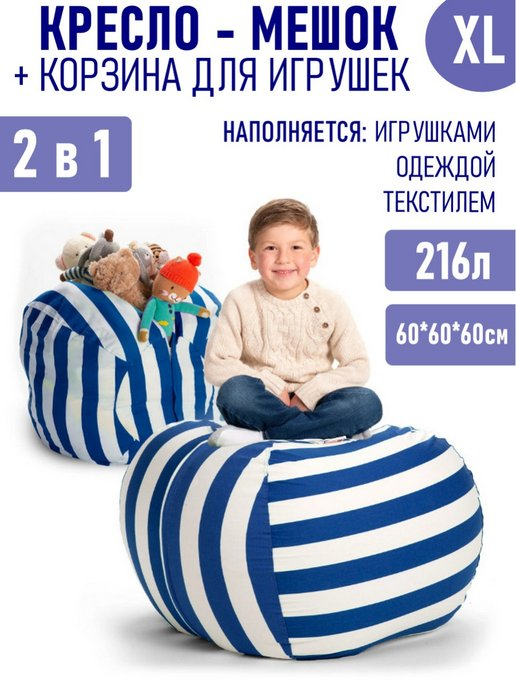 КРЕСЛО - МЕШОК
+ КОРЗИНА ДЛЯ ИГРУШЕК
XL
2 в 1
НАПОЛНЯЕТСЯ: ИГРУШКАМИ
ОДЕЖДОЙ
ТЕКСТИЛЕМ
216л
60*60*60см